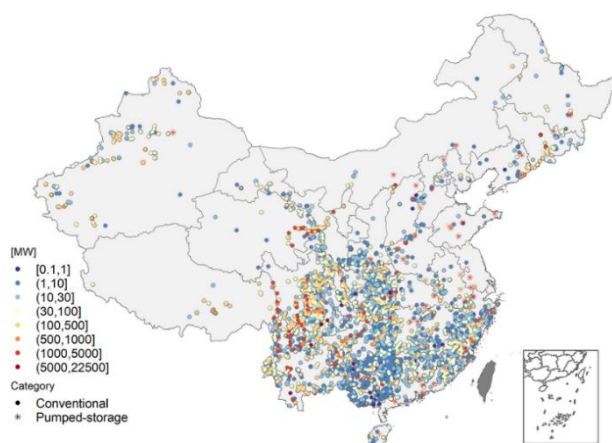 [MW]
[0.1,1]
(1,10]
(10,30]
(30,100]
(100,500]
(500,1000]
(1000,5000]
(5000,22500]
Category
Conventional
Pumped-storage